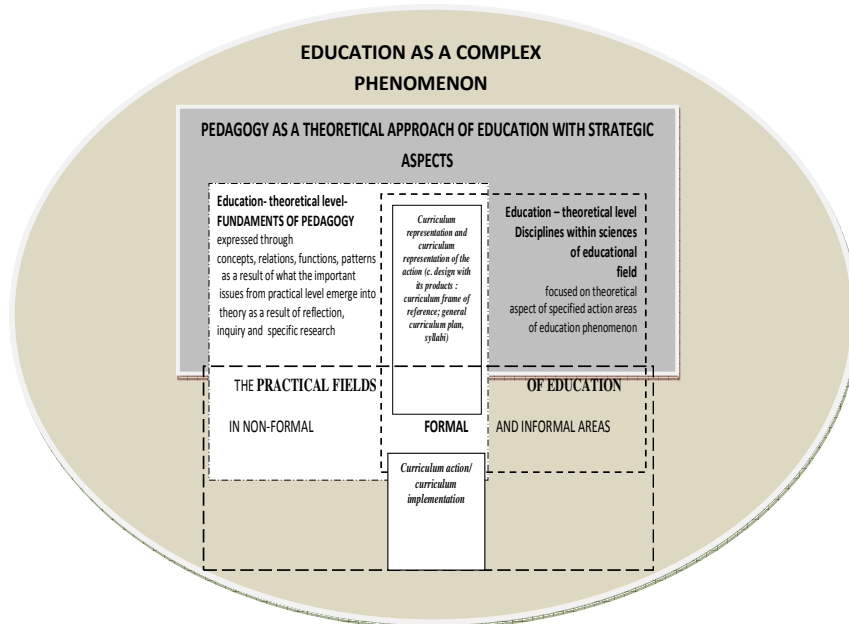 EDUCATION AS A COMPLEX
PHENOMENON
PEDAGOGY AS A THEORETICAL APPROACH OF EDUCATION WITH STRATEGIC
ASPECTS
Education- theoretical level-
FUNDAMENTS OF PEDAGOGY
expressed through
concepts, relations, functions, patterns
as a result of what the important
issues from practical level emerge into
theory as a result of reflection,
inquiry and specific research
Curriculum
representation and
curriculum
representation of the
action (c. design with
its products :
curriculum frame of
reference; general
curriculum plan,
syllabi)
Education – theoretical level
Disciplines within sciences
of educational
field
focused on theoretical
aspect of specified action areas
of education phenomenon
THE PRACTICAL FIELDS OF EDUCATION
IN NON-FORMAL FORMAL AND INFORMAL AREAS
Curriculum action/
curriculum
implementation